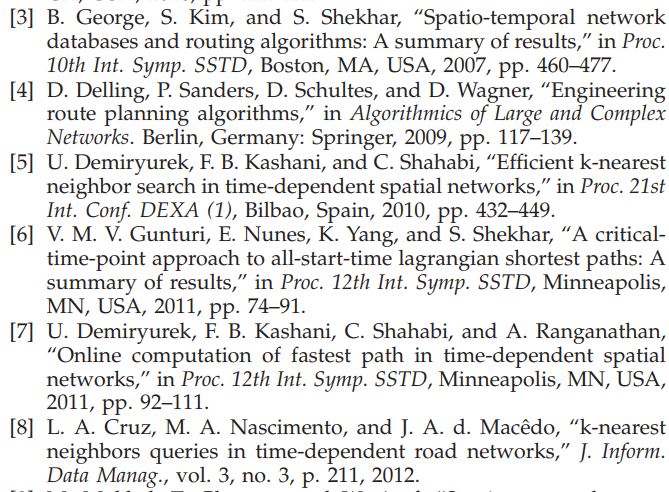 [3] B. George, S. Kim, and S. Shekhar, “Spatio-temporal network
databases and routing algorithms: A summary of results,” in Proc.
10th Int. Symp. SSTD, Boston, MA, USA, 2007, pp. 460–477.
[4] D. Delling, P. Sanders, D. Schultes, and D. Wagner, “Engineering
route planning algorithms,” in Algorithmics of Large and Complex
Networks. Berlin, Germany: Springer, 2009, pp. 117–139.
[5] U. Demiryurek, F. B. Kashani, and C. Shahabi, “Efficient k-nearest
neighbor search in time-dependent spatial networks,” in Proc. 21st
Int. Conf. DEXA (1), Bilbao, Spain, 2010, pp. 432–449.
[6] V. M. V. Gunturi, E. Nunes, K. Yang, and S. Shekhar, “A critical-
time-point approach to all-start-time lagrangian shortest paths: A
summary of results,” in Proc. 12th Int. Symp. SSTD, Minneapolis,
MN, USA, 2011, pp. 74–91.
[7] U. Demiryurek, F. B. Kashani, C. Shahabi, and A. Ranganathan,
“Online computation of fastest path in time-dependent spatial
networks,” in Proc. 12th Int. Symp. SSTD, Minneapolis, MN, USA,
2011, pp. 92–111.
[8] L. A. Cruz, M. A. Nascimento, and J. A. d. Macêdo, “k-nearest
neighbors queries in time-dependent road networks,” J. Inform.
Data Manag., vol. 3, no. 3, p. 211, 2012.